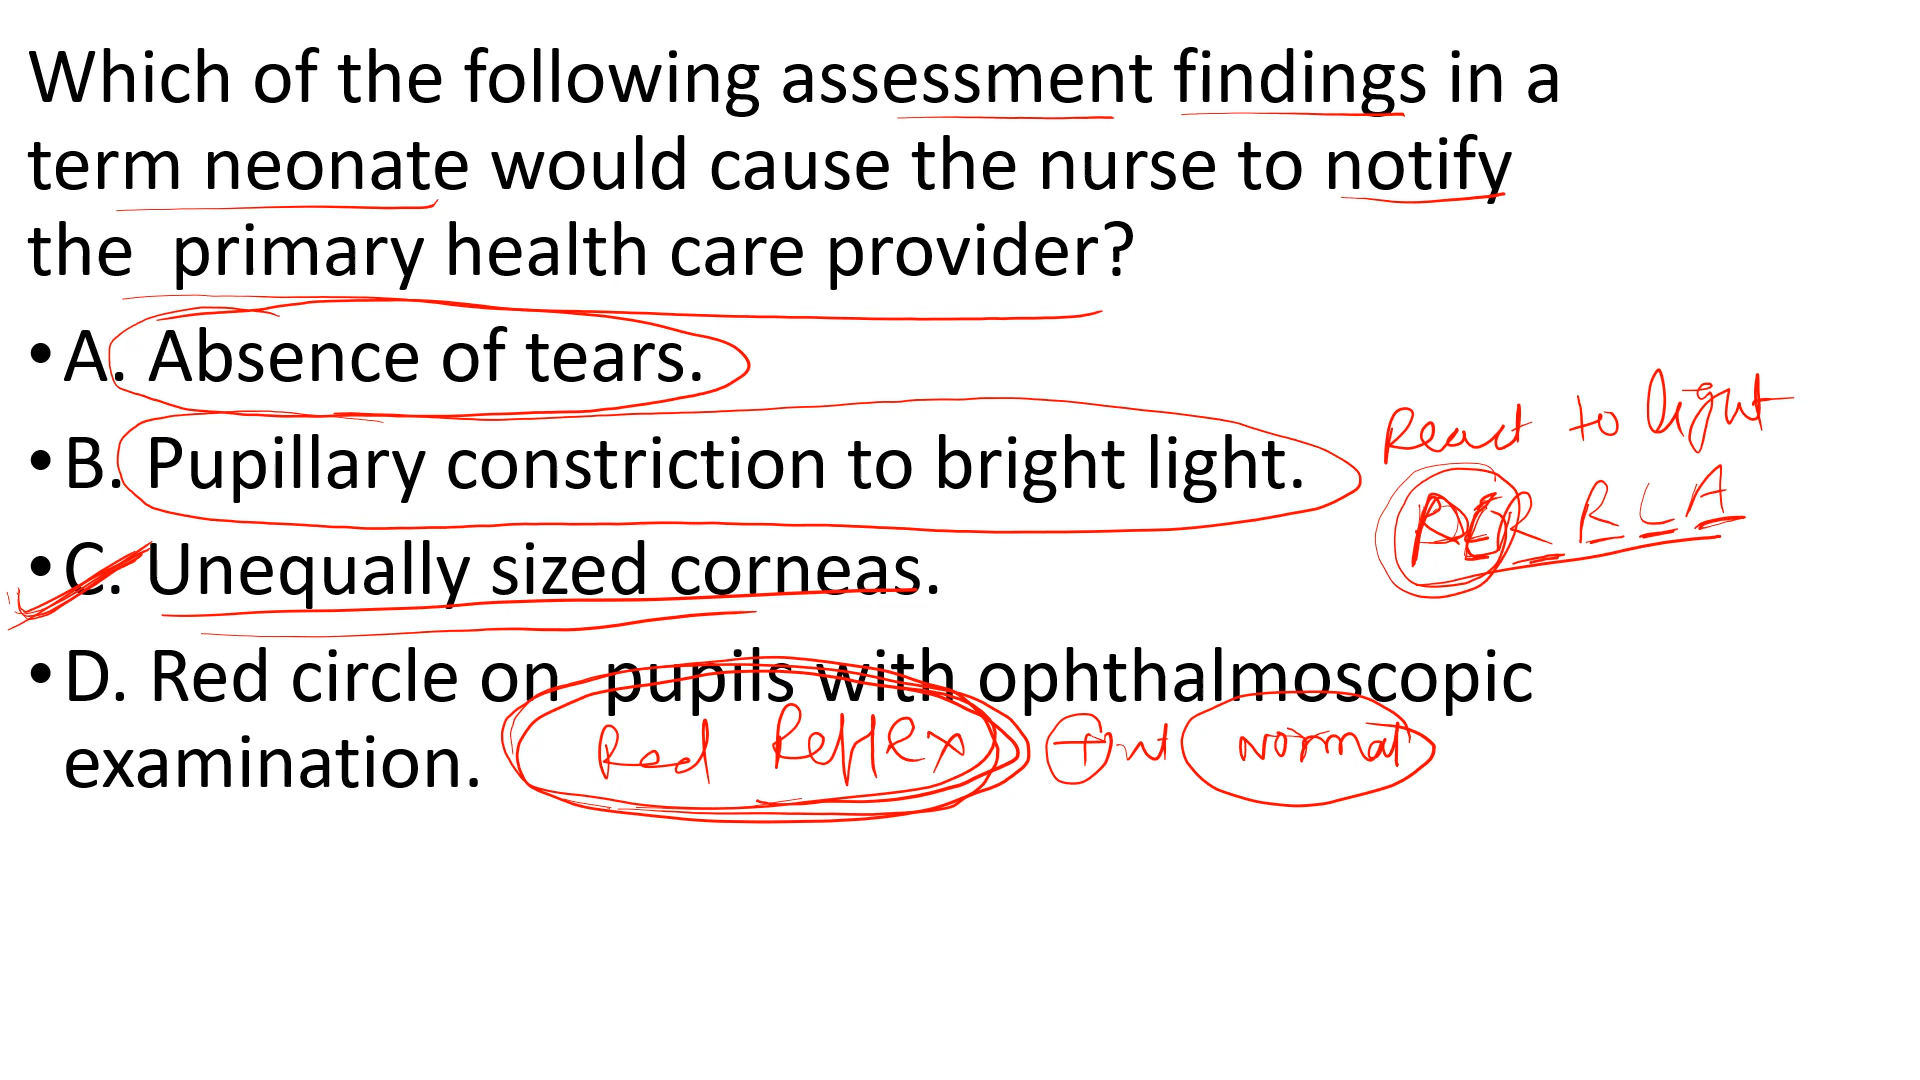 Which of the following assessment findings in a
term neonate would cause the nurse to notify
the primary health care provider?
•A. Absence of tears.
•B. Pupillary constriction to bright light.
React to light
RLA
•C. Unequally sized corneas.
•D. Red circle on pupils with ophthalmoscopic
examination.
Red Reflex +nt normal